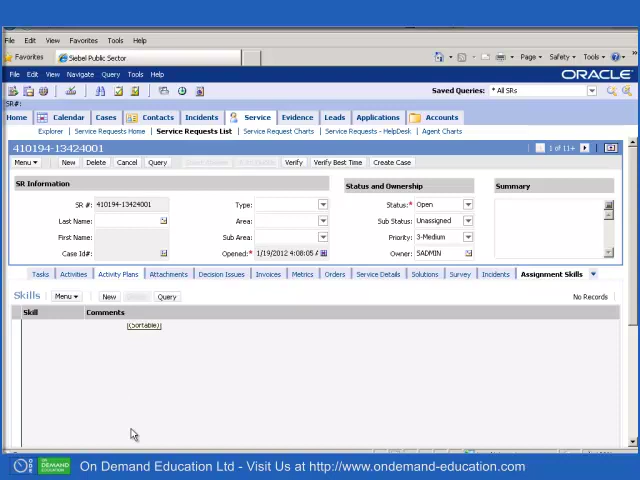 File Edit View Favorites Tools Help
Favorites Siebel Public Sector Page Safety Tools
File Edit View Navigate Query Tools Help ORACLE
Saved Queries: * All SRs
SR#:
Home Calendar Cases Contacts Incidents Service Evidence Leads Applications Accounts
Explorer Service Requests Home Service Requests List Service Request Charts Service Requests - HelpDesk Agent Charts
410194-13424001 1 of 11+
Menu New Delete Cancel Query Verify Verify Best Time Create Case
SR Information Status and Ownership Summary
SR #: 410194-13424001 Type: Status:* Open
Last Name: Area: Sub Status: Unassigned
First Name: Sub Area: Priority: 3-Medium
Case Id#: Opened:* 1/19/2012 4:08:05 A Owner: SADMIN
Tasks Activities Activity Plans Attachments Decision Issues Invoices Metrics Orders Service Details Solutions Survey Incidents Assignment Skills
Skills Menu New Query No Records
Skill Comments
(Sortable)
ON DEMAND EDUCATION On Demand Education Ltd - Visit Us at http://www.ondemand-education.com